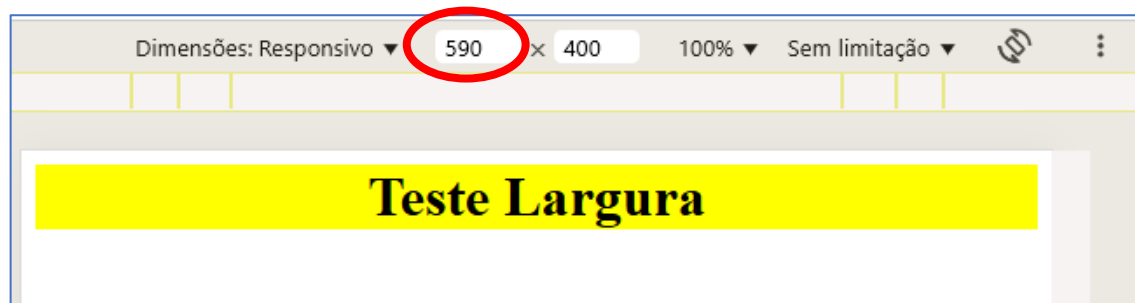 Dimensões: Responsivo ▼ 590 × 400 100% ▼ Sem limitação ▼
Teste Largura